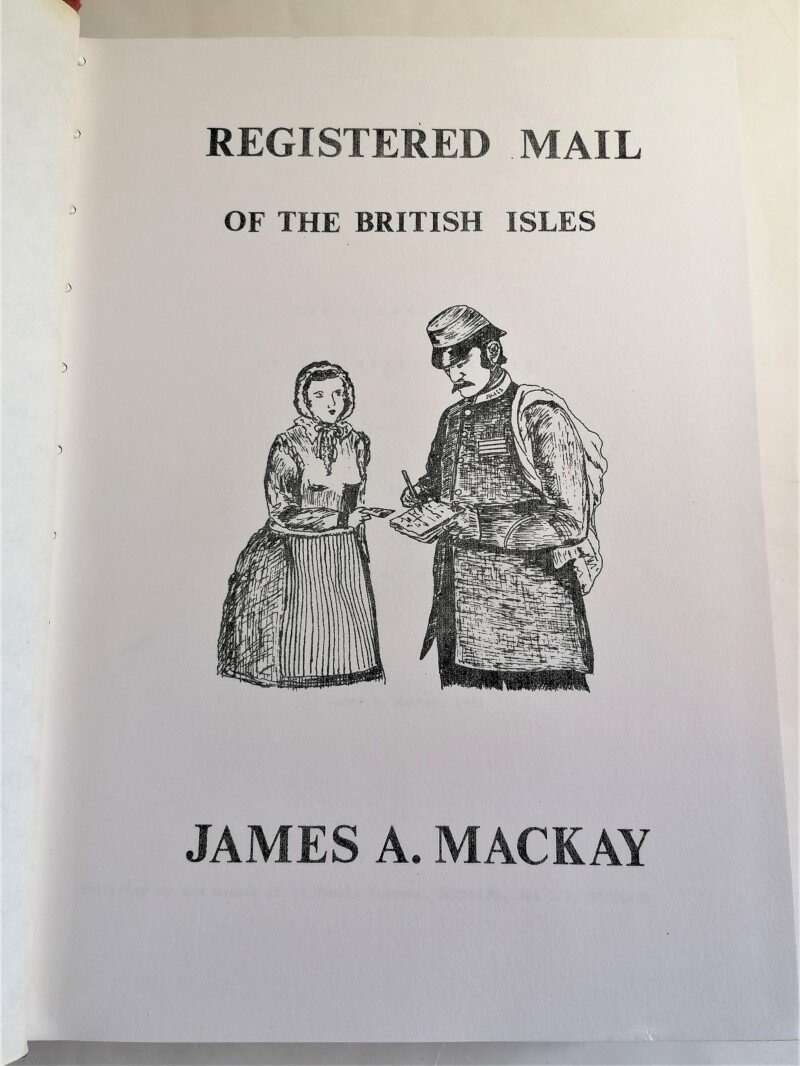 REGISTERED MAIL
OF THE BRITISH ISLES
JAMES A. MACKAY